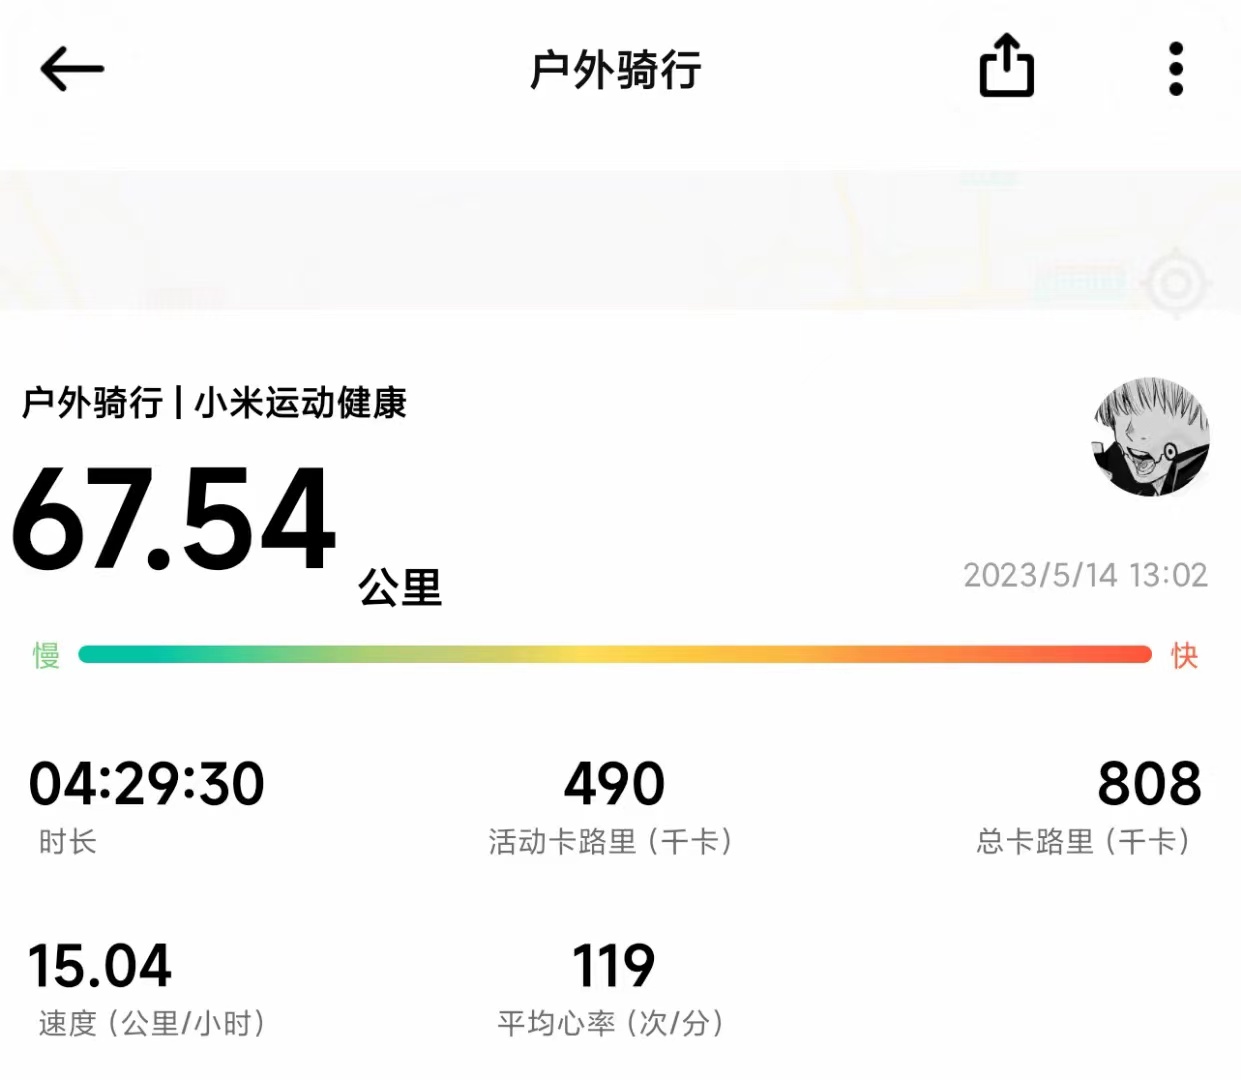 户外骑行
户外骑行 | 小米运动健康
67.54 公里
2023/5/14 13:02
慢 快
04:29:30 490 808
时长 活动卡路里（千卡） 总卡路里（千卡）
15.04 119
速度（公里/小时） 平均心率（次/分）